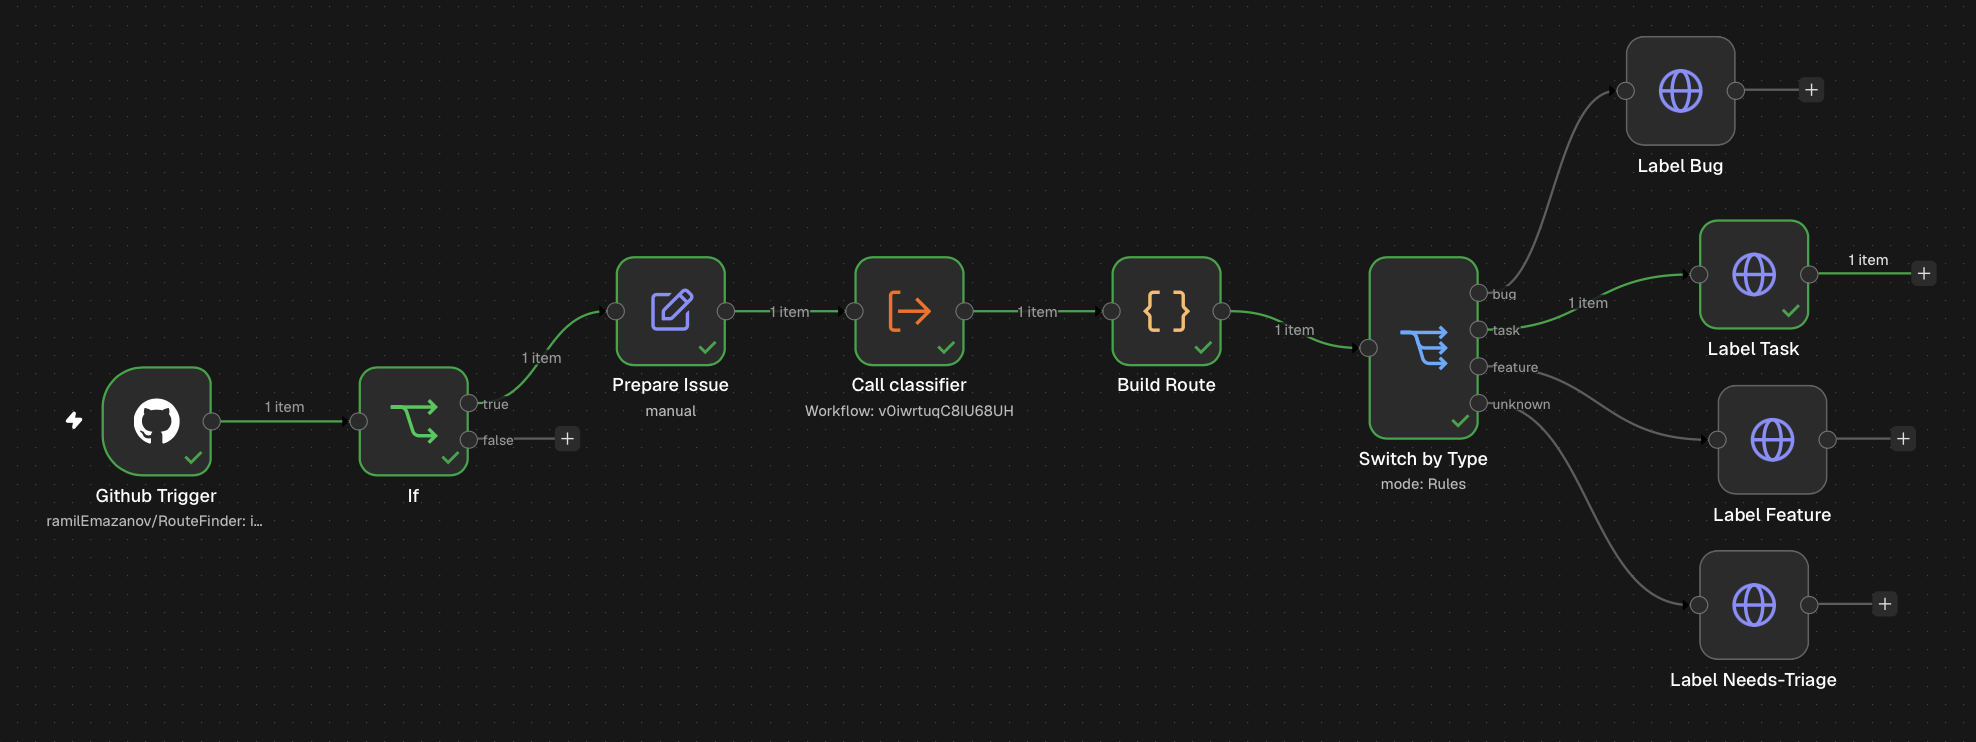 Label Bug
1 item
Label Task
bug
task
feature
unknown
1 item
1 item
1 item
1 item
1 item
1 item
Prepare Issue
manual
Call classifier
Workflow: v0iwrtuqC8IU68UH
Build Route
true
false
Switch by Type
mode: Rules
Github Trigger
ramilEmazanov/RouteFinder: i...
If
Label Feature
Label Needs-Triage